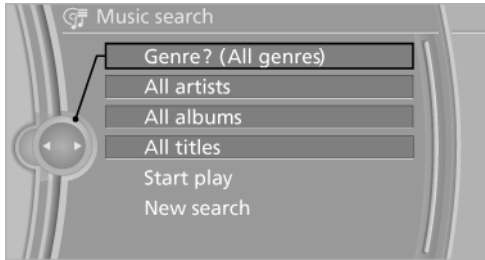 Music search
Genre? (All genres)
All artists
All albums
All titles
Start play
New search